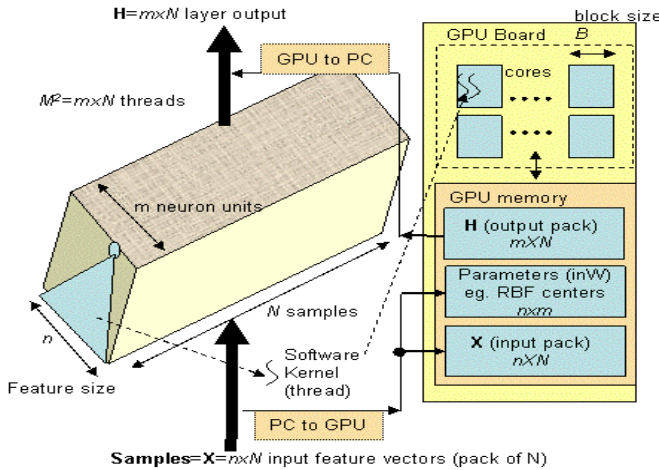 H=mxN layer output
block size
GPU Board
B
GPU to PC
cores
M²=mxN threads
m neuron units
GPU memory
H (output pack)
mXN
Parameters (inW)
eg. RBF centers
nxm
X (input pack)
nXN
N samples
n
Feature size
Software
Kernel
(thread)
PC to GPU
Samples=X=nxN input feature vectors (pack of N)